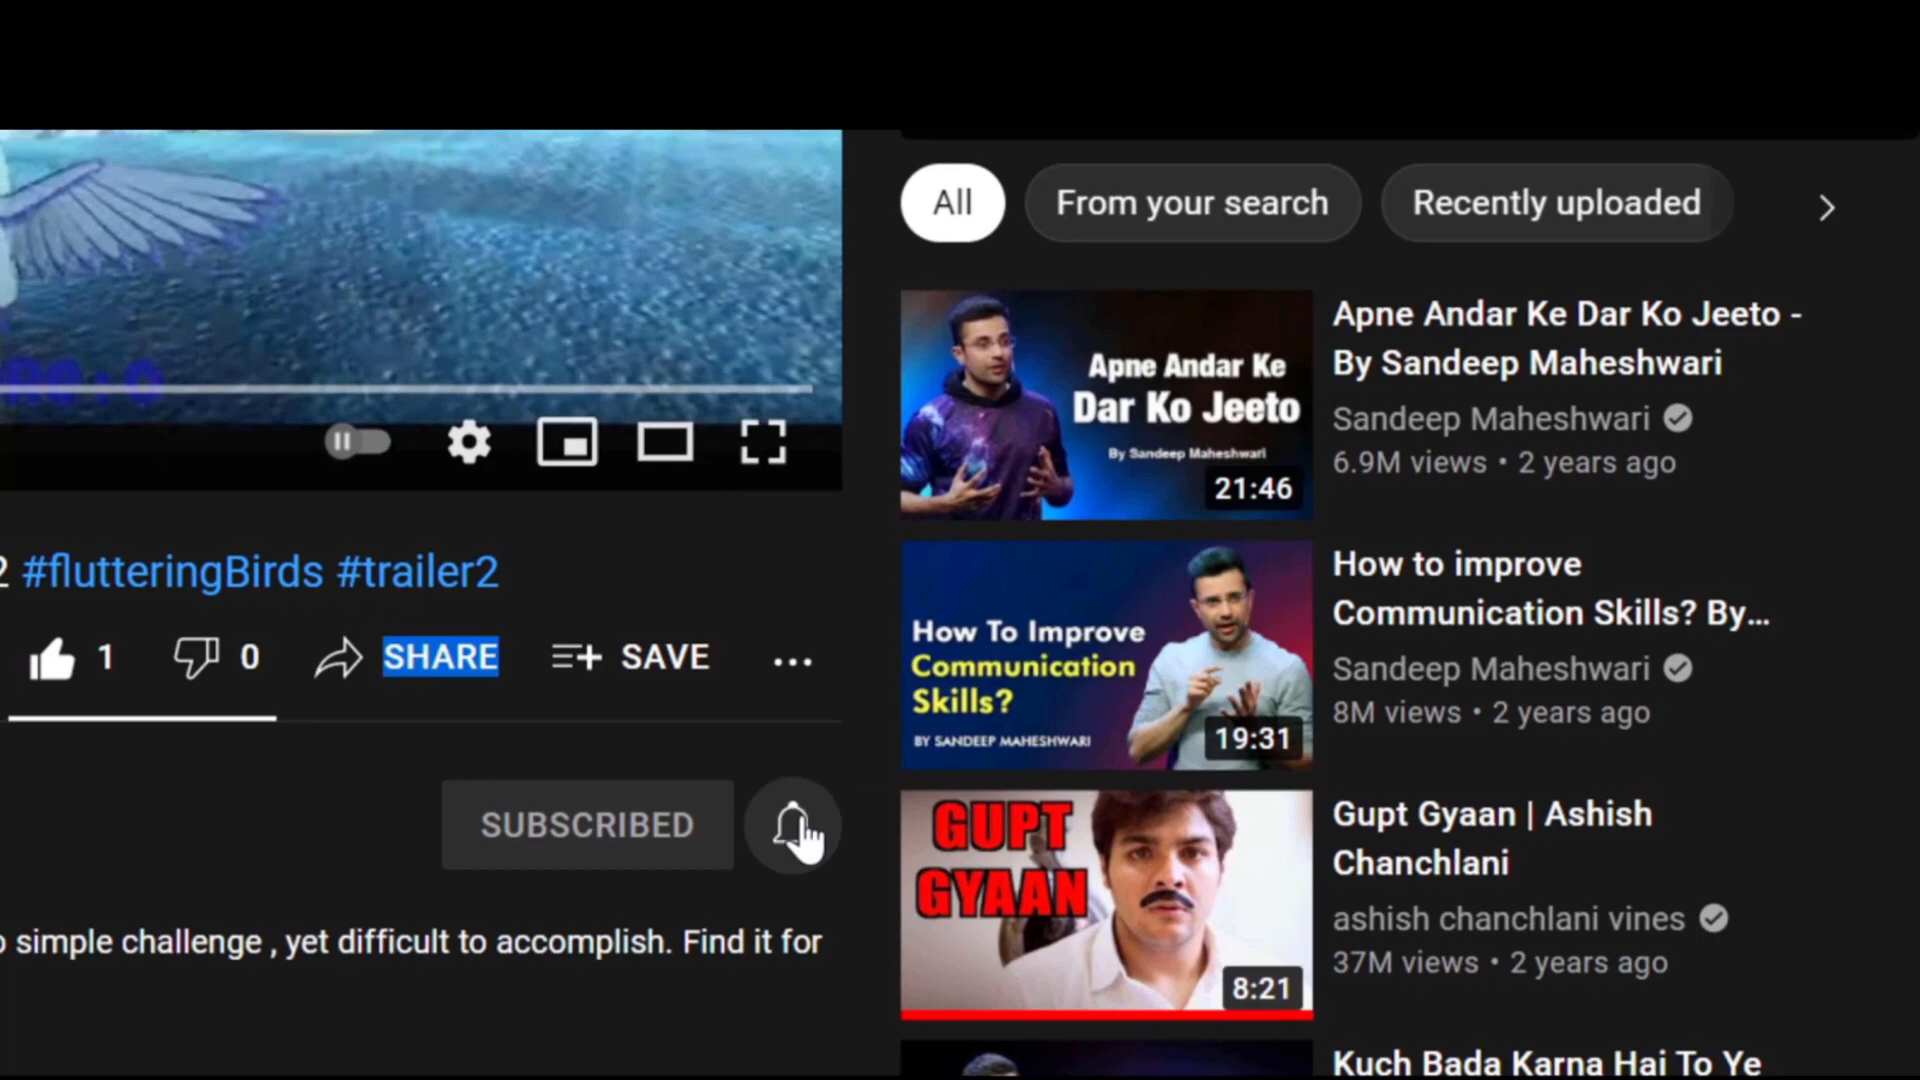 All
From your search
Recently uploaded
#flutteringBirds #trailer2
1
0
SHARE
SAVE
SUBSCRIBED
simple challenge , yet difficult to accomplish. Find it for
Apne Andar Ke
Dar Ko Jeeto
By Sandeep Maheshwari
21:46
Apne Andar Ke Dar Ko Jeeto -
By Sandeep Maheshwari
Sandeep Maheshwari
6.9M views • 2 years ago
How To Improve
Communication
Skills?
BY SANDEEP MAHESHWARI
19:31
How to improve
Communication Skills? By...
Sandeep Maheshwari
8M views • 2 years ago
GUPT
GYAAN
8:21
Gupt Gyaan | Ashish
Chanchlani
ashish chanchlani vines
37M views • 2 years ago
Kuch Bada Karna Hai To Ye